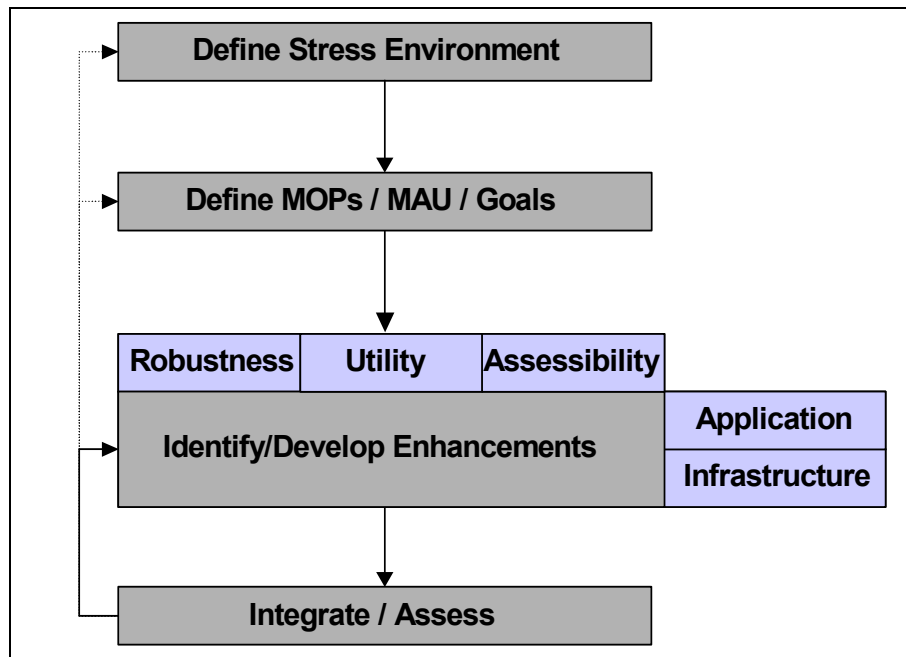 Define Stress Environment
Define MOPs / MAU / Goals
Robustness
Utility
Assessibility
Identify/Develop Enhancements
Application
Infrastructure
Integrate / Assess